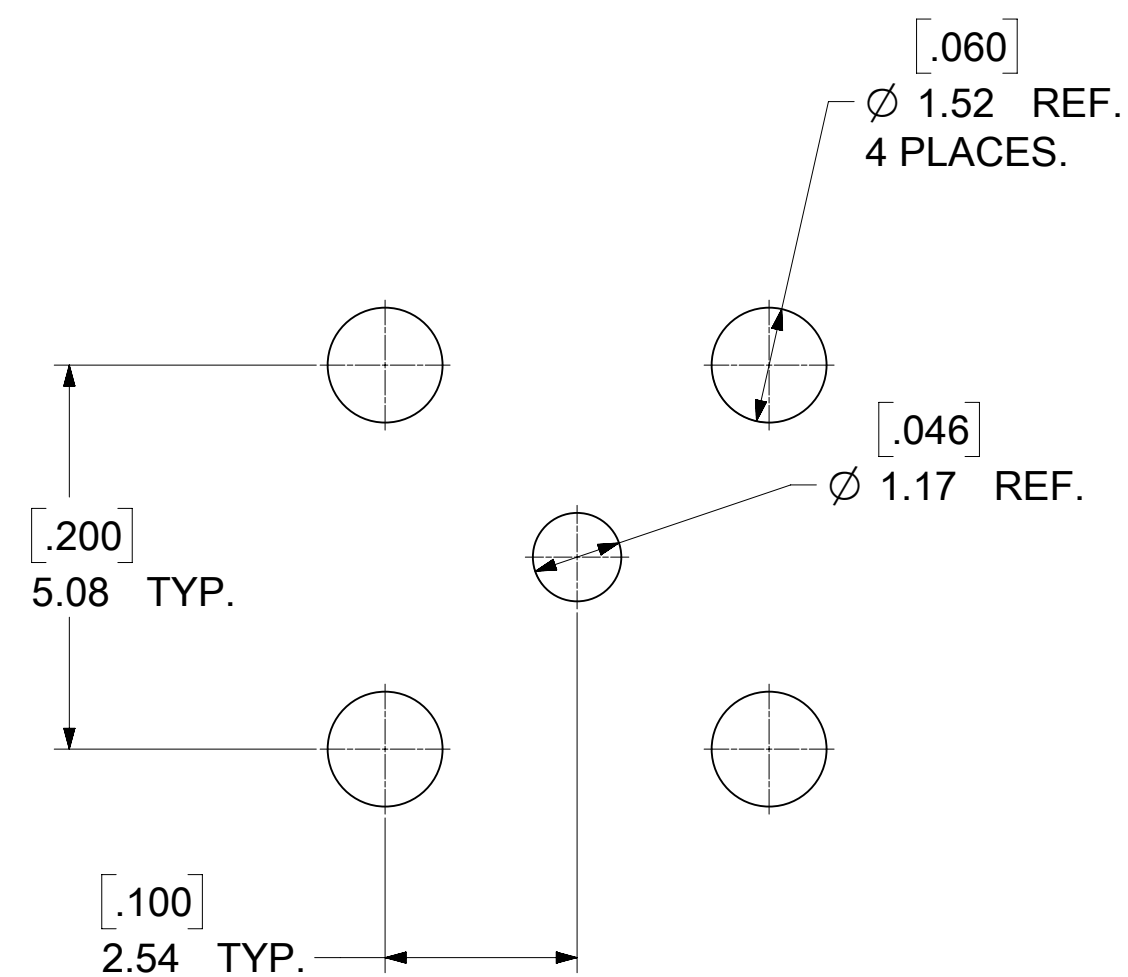 [.060]
Ø 1.52 REF.
4 PLACES.
[.046]
Ø 1.17 REF.
[.200]
5.08 TYP.
[.100]
2.54 TYP.